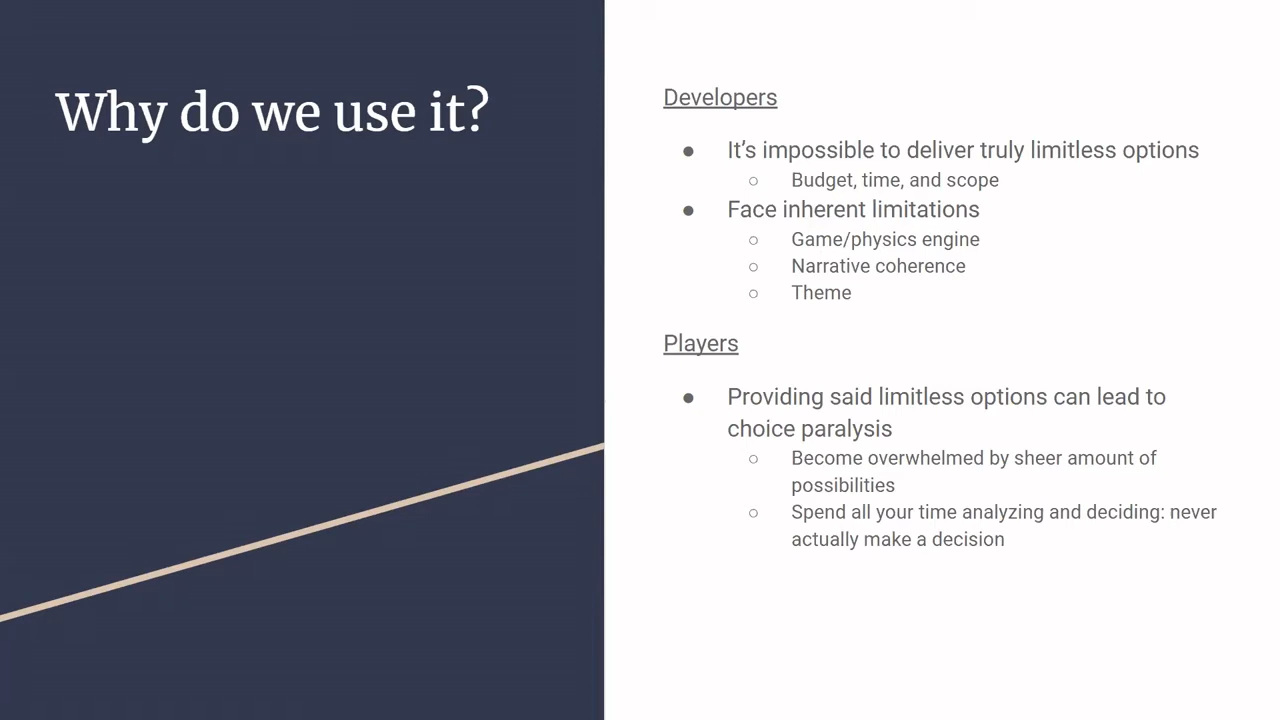 Why do we use it?
Developers
● It’s impossible to deliver truly limitless options
○ Budget, time, and scope
● Face inherent limitations
○ Game/physics engine
○ Narrative coherence
○ Theme
Players
● Providing said limitless options can lead to
choice paralysis
○ Become overwhelmed by sheer amount of
possibilities
○ Spend all your time analyzing and deciding: never
actually make a decision